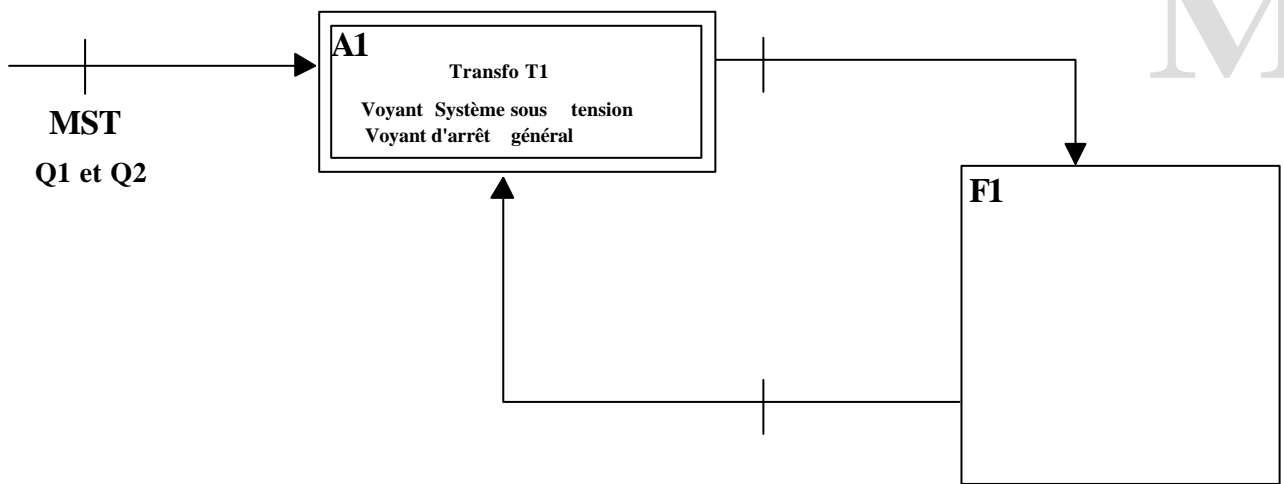 A1
Transfo T1
Voyant Système sous tension
Voyant d'arrêt général
MST
Q1 et Q2
F1
M